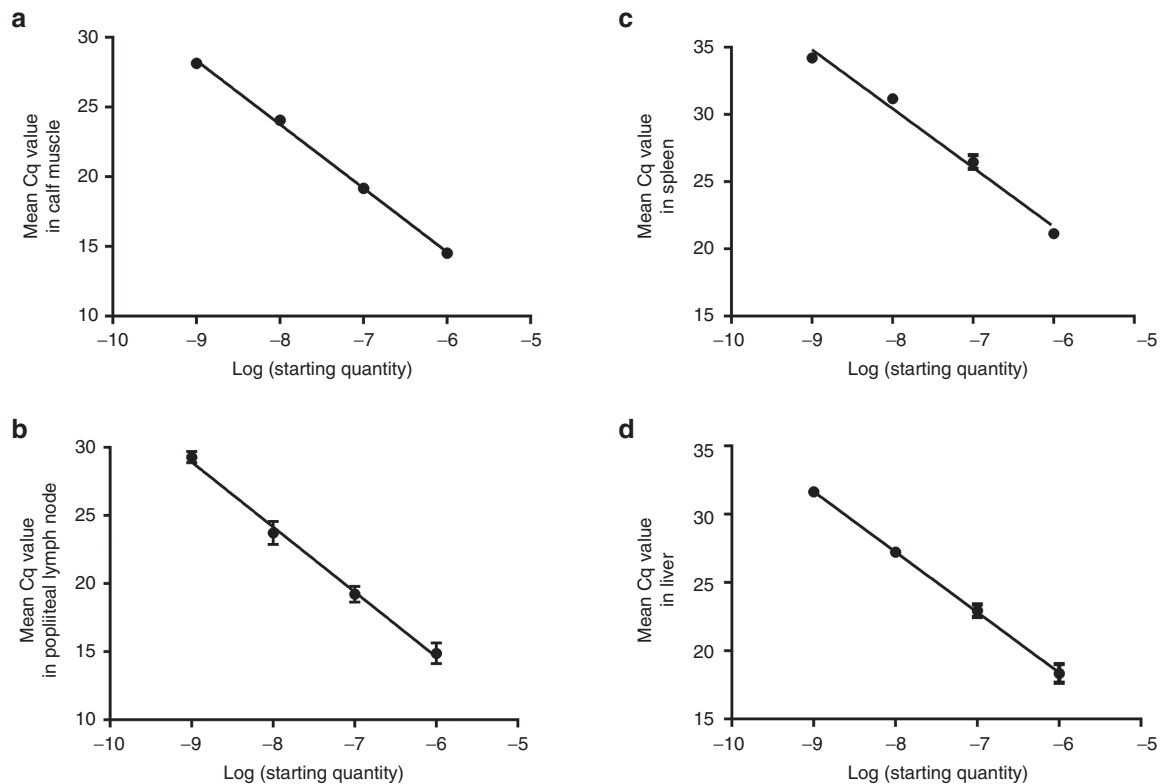 a
30
25
20
15
10
Mean Cq value
in calf muscle
–10
–9
–8
–7
–6
–5
Log (starting quantity)
c
35
30
25
20
15
Mean Cq value
in spleen
–10
–9
–8
–7
–6
–5
Log (starting quantity)
b
30
25
20
15
10
Mean Cq value
in popliteal lymph node
–10
–9
–8
–7
–6
–5
Log (starting quantity)
d
35
30
25
20
15
Mean Cq value
in liver
–10
–9
–8
–7
–6
–5
Log (starting quantity)